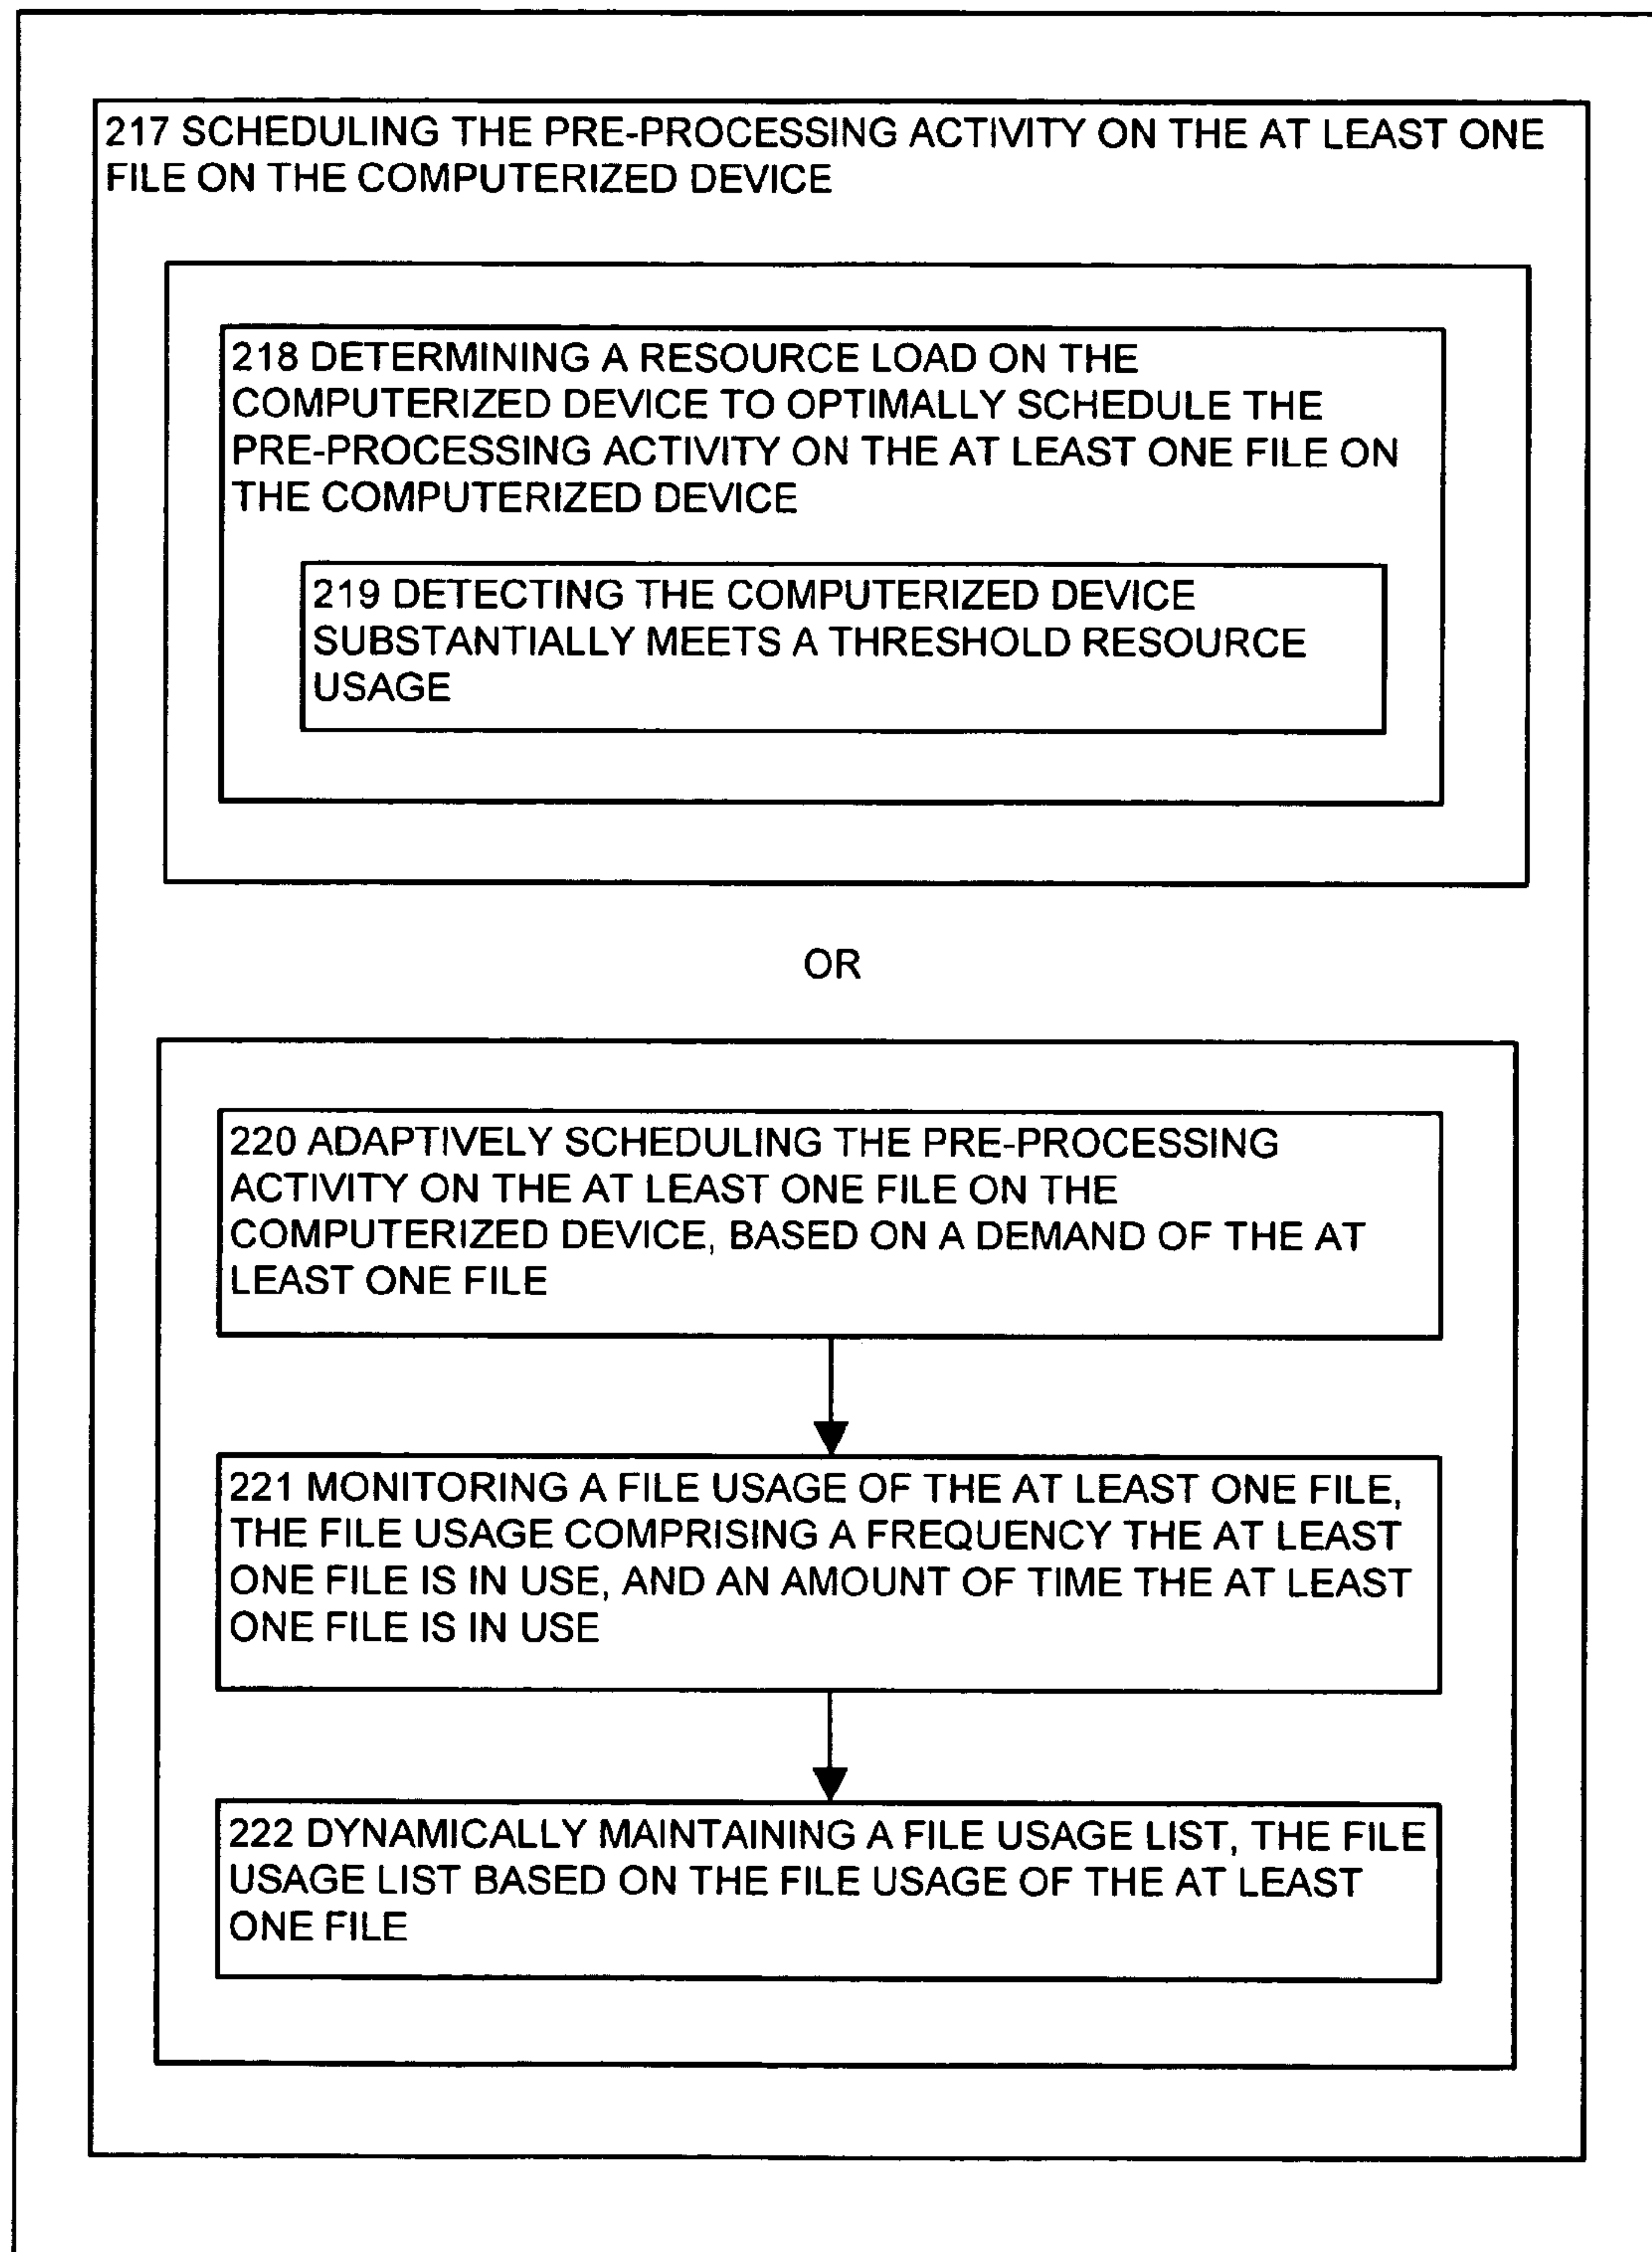 217 SCHEDULING THE PRE-PROCESSING ACTIVITY ON THE AT LEAST ONE
FILE ON THE COMPUTERIZED DEVICE
218 DETERMINING A RESOURCE LOAD ON THE
COMPUTERIZED DEVICE TO OPTIMALLY SCHEDULE THE
PRE-PROCESSING ACTIVITY ON THE AT LEAST ONE FILE ON
THE COMPUTERIZED DEVICE
219 DETECTING THE COMPUTERIZED DEVICE
SUBSTANTIALLY MEETS A THRESHOLD RESOURCE
USAGE
OR
220 ADAPTIVELY SCHEDULING THE PRE-PROCESSING
ACTIVITY ON THE AT LEAST ONE FILE ON THE
COMPUTERIZED DEVICE, BASED ON A DEMAND OF THE AT
LEAST ONE FILE
221 MONITORING A FILE USAGE OF THE AT LEAST ONE FILE,
THE FILE USAGE COMPRISING A FREQUENCY THE AT LEAST
ONE FILE IS IN USE, AND AN AMOUNT OF TIME THE AT LEAST
ONE FILE IS IN USE
222 DYNAMICALLY MAINTAINING A FILE USAGE LIST, THE FILE
USAGE LIST BASED ON THE FILE USAGE OF THE AT LEAST
ONE FILE